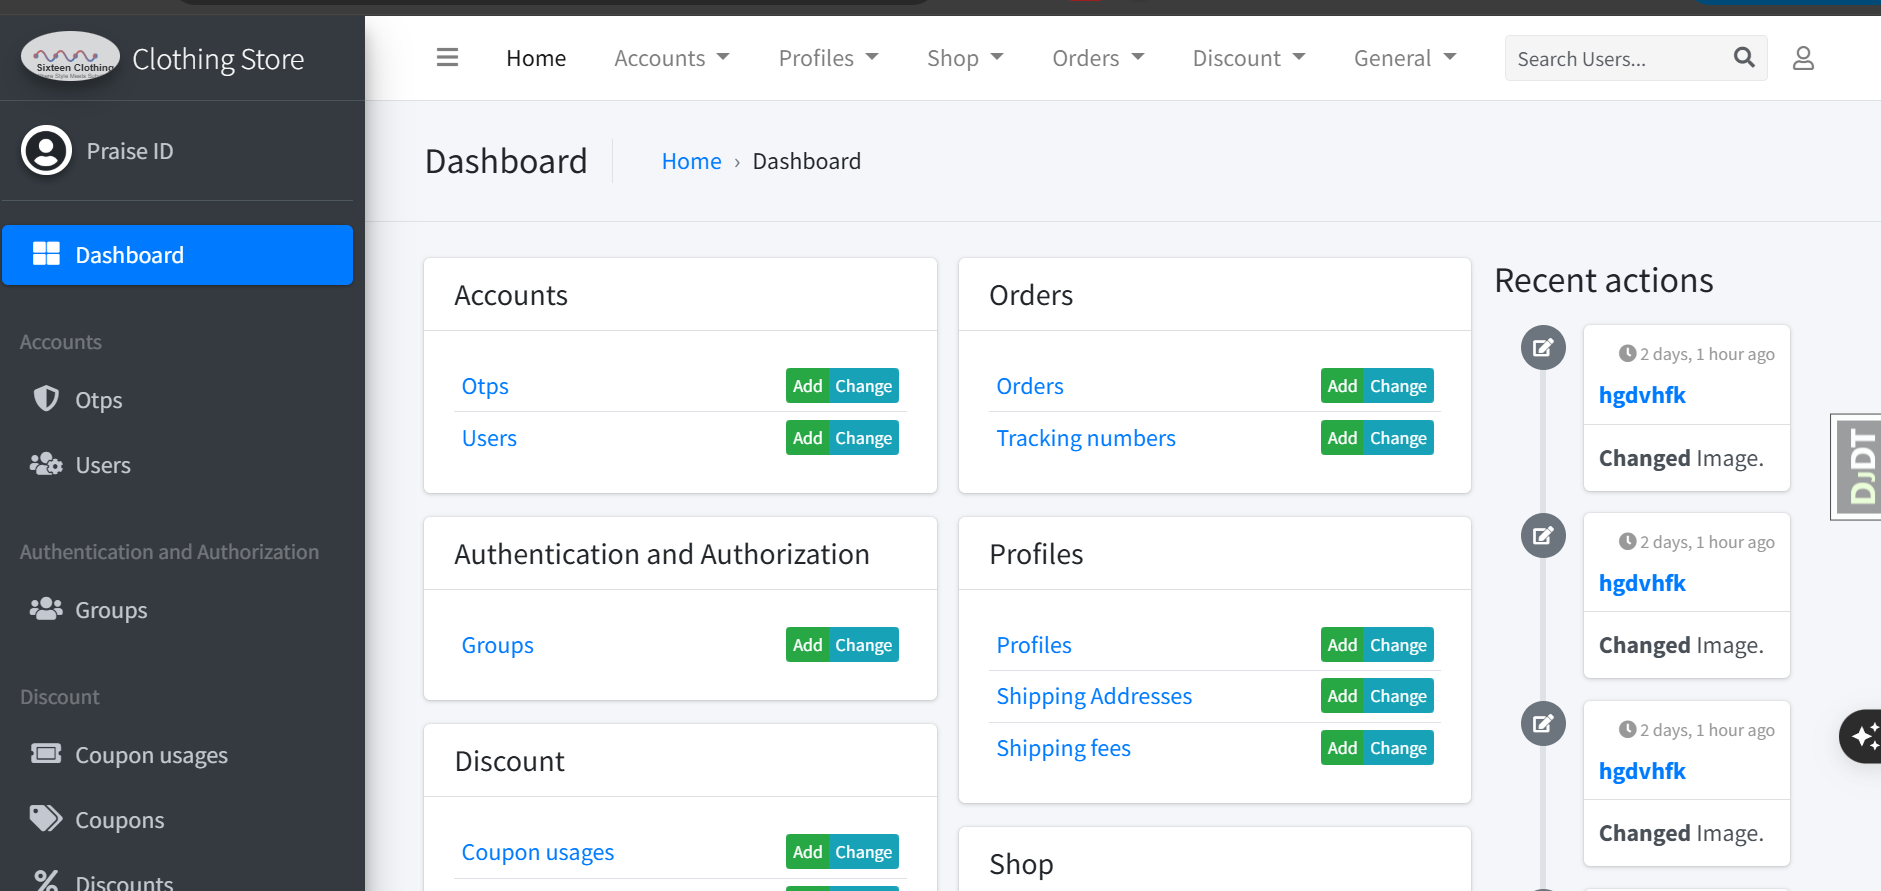 Sixteen Clothing
Clothing Store
Home
Accounts
Profiles
Shop
Orders
Discount
General
Search Users...
Praise ID
Dashboard
Home › Dashboard
Dashboard
Accounts
Otps
Users
Authentication and Authorization
Groups
Discount
Coupon usages
Coupons
Discounts
Accounts
Otps Add Change
Users Add Change
Authentication and Authorization
Groups Add Change
Discount
Coupon usages Add Change
Orders
Orders Add Change
Tracking numbers Add Change
Profiles
Profiles Add Change
Shipping Addresses Add Change
Shipping fees Add Change
Shop
Recent actions
2 days, 1 hour ago
hgdvhfk
Changed Image.
2 days, 1 hour ago
hgdvhfk
Changed Image.
2 days, 1 hour ago
hgdvhfk
Changed Image.
DJDT